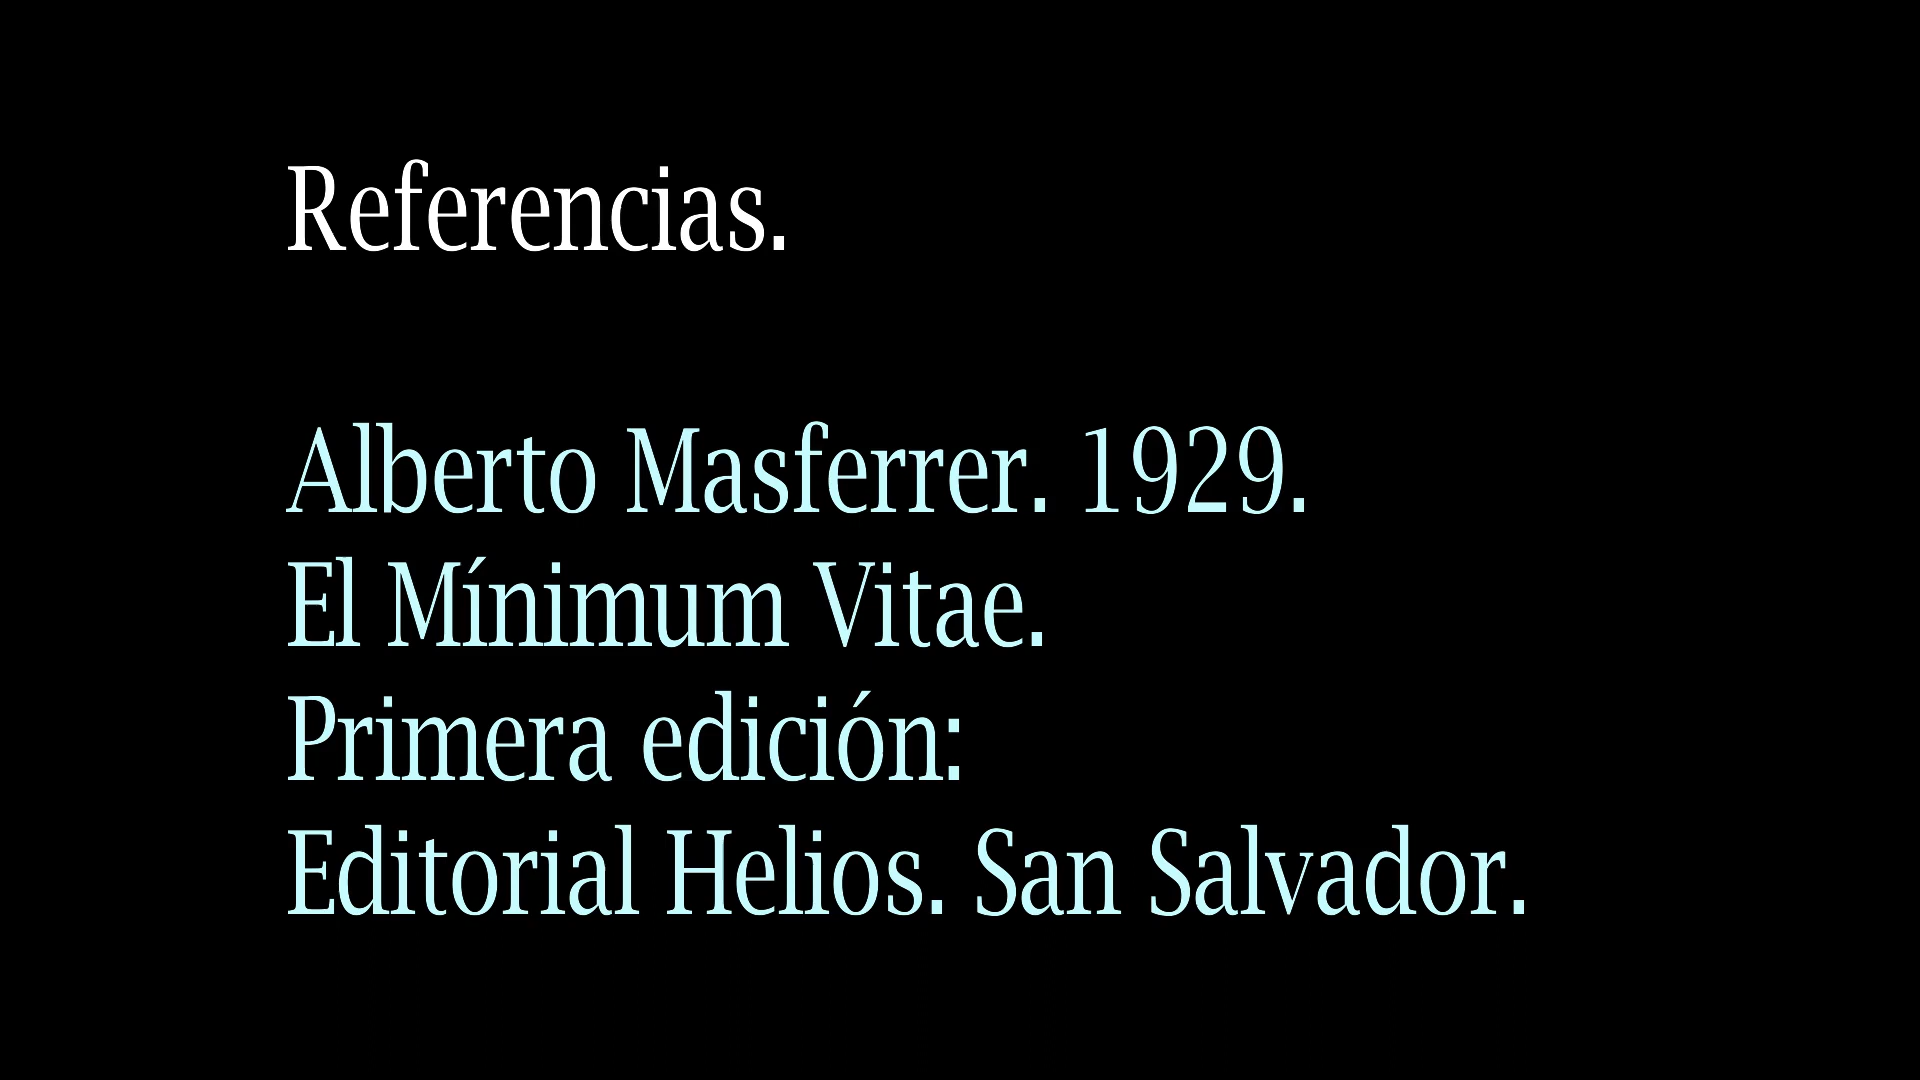 Referencias.
Alberto Masferrer. 1929.
El Mínimum Vitae.
Primera edición:
Editorial Helios. San Salvador.